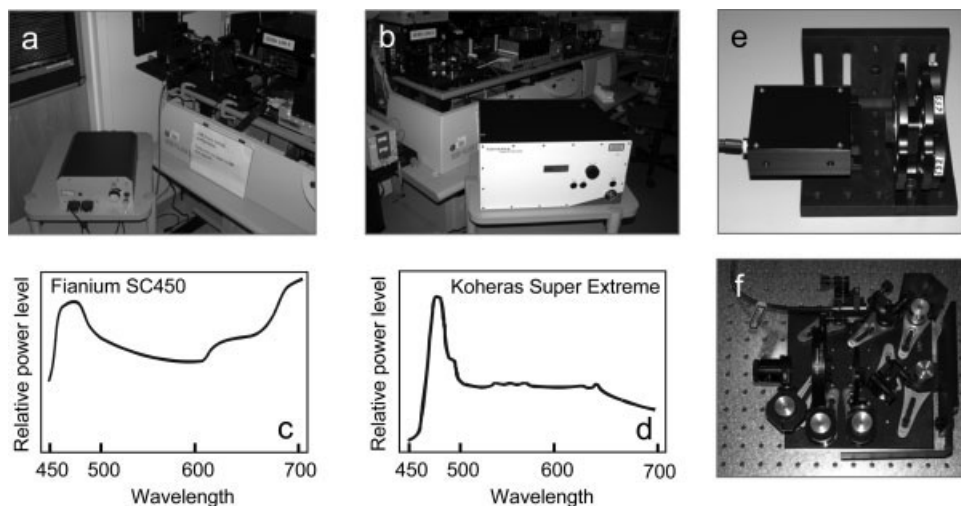 a
b
e
Fianium SC450
Relative power level
c
450 500 600 700
Wavelength
Koheras Super Extreme
Relative power level
d
450 500 600 700
Wavelength
f